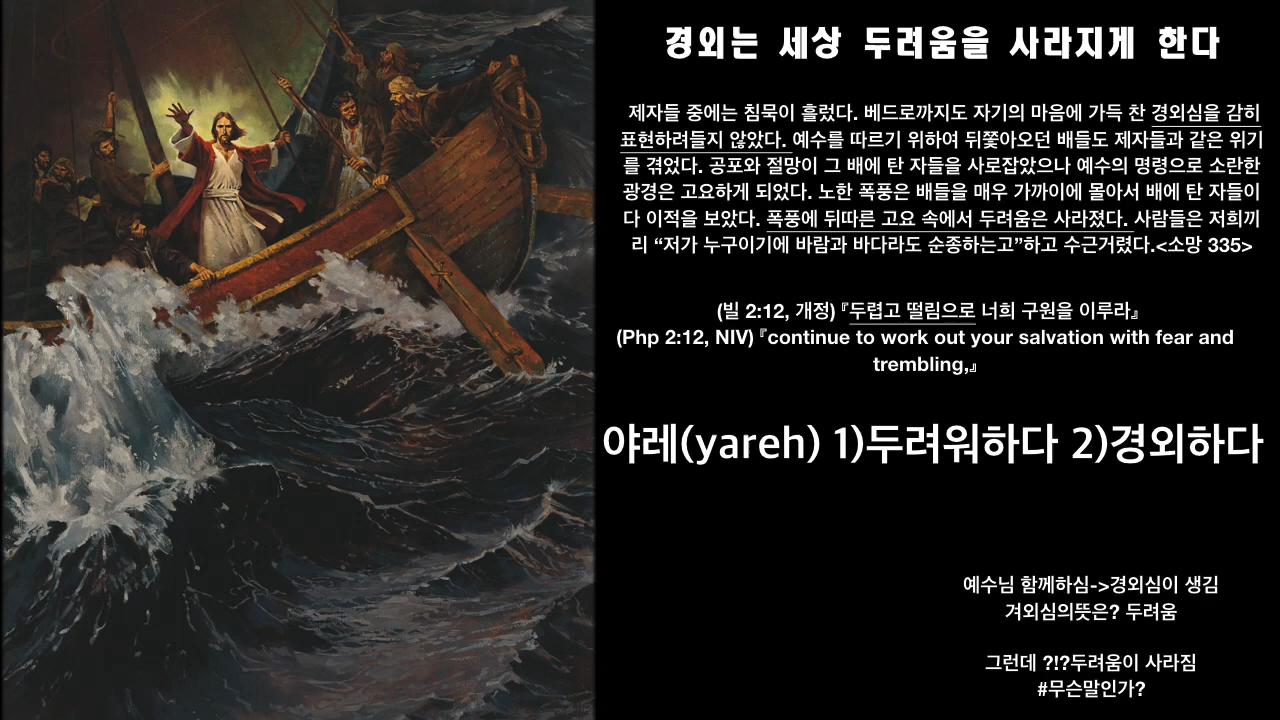 경외는 세상 두려움을 사라지게 한다
제자들 중에는 침묵이 흘렀다. 베드로까지도 자기의 마음에 가득 찬 경외심을 감히
표현하려들지 않았다. 예수를 따르기 위하여 뒤쫓아오던 배들도 제자들과 같은 위기
를 겪었다. 공포와 절망이 그 배에 탄 자들을 사로잡았으나 예수의 명령으로 소란한
광경은 고요하게 되었다. 노한 폭풍은 배들을 매우 가까이에 몰아서 배에 탄 자들이
다 이적을 보았다. 폭풍에 뒤따른 고요 속에서 두려움은 사라졌다. 사람들은 저희끼
리 “저가 누구이기에 바람과 바다라도 순종하는고”하고 수근거렸다.<소망 335>
(빌 2:12, 개정)『두렵고 떨림으로 너희 구원을 이루라』
(Php 2:12, NIV)『continue to work out your salvation with fear and
trembling,』
야레(yareh) 1)두려워하다 2)경외하다
예수님 함께하심->경외심이 생김
겨외심의뜻은? 두려움
그런데 ?!?두려움이 사라짐
#무슨말인가?